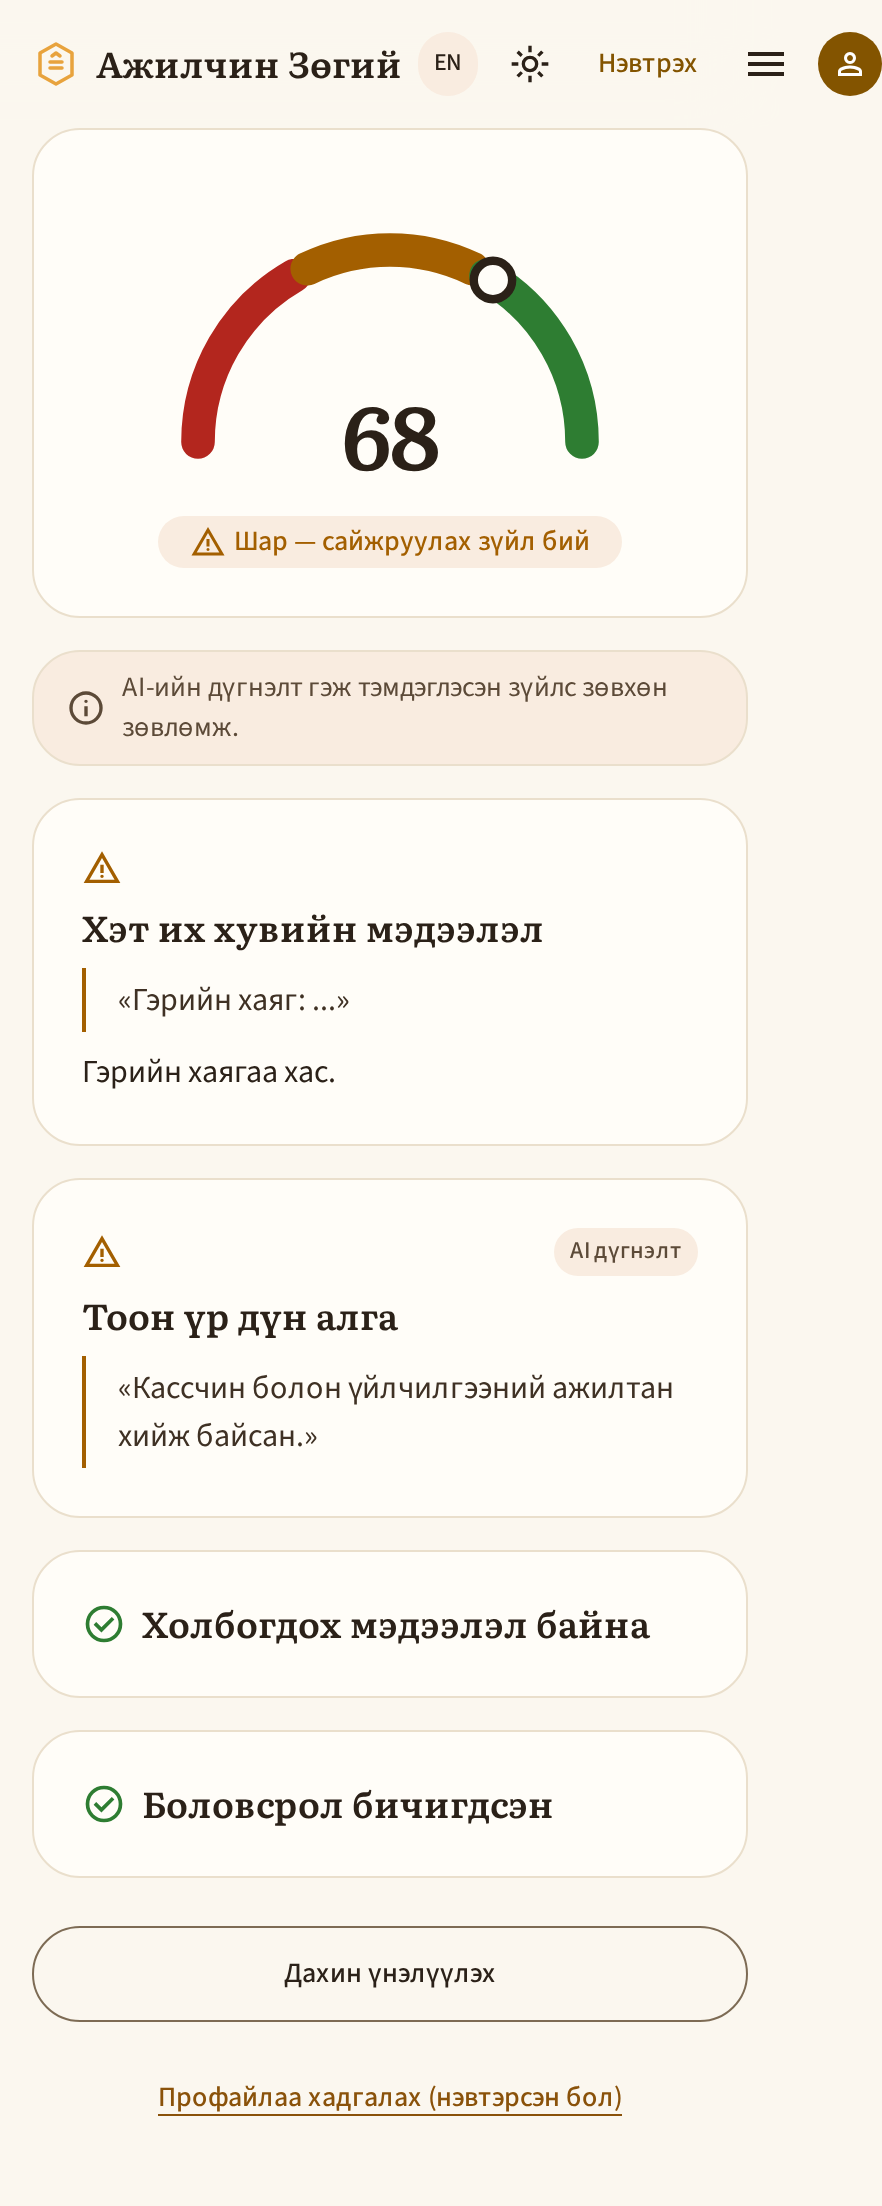 Ажилчин Зөгий EN Нэвтрэх
68
Шар — сайжруулах зүйл бий
AI-ийн дүгнэлт гэж тэмдэглэсэн зүйлс зөвхөн
зөвлөмж.
Хэт их хувийн мэдээлэл
«Гэрийн хаяг: ...»
Гэрийн хаягаа хас.
AI дүгнэлт
Тоон үр дүн алга
«Кассчин болон үйлчилгээний ажилтан
хийж байсан.»
Холбогдох мэдээлэл байна
Боловсрол бичигдсэн
Дахин үнэлүүлэх
Профайлаа хадгалах (нэвтэрсэн бол)